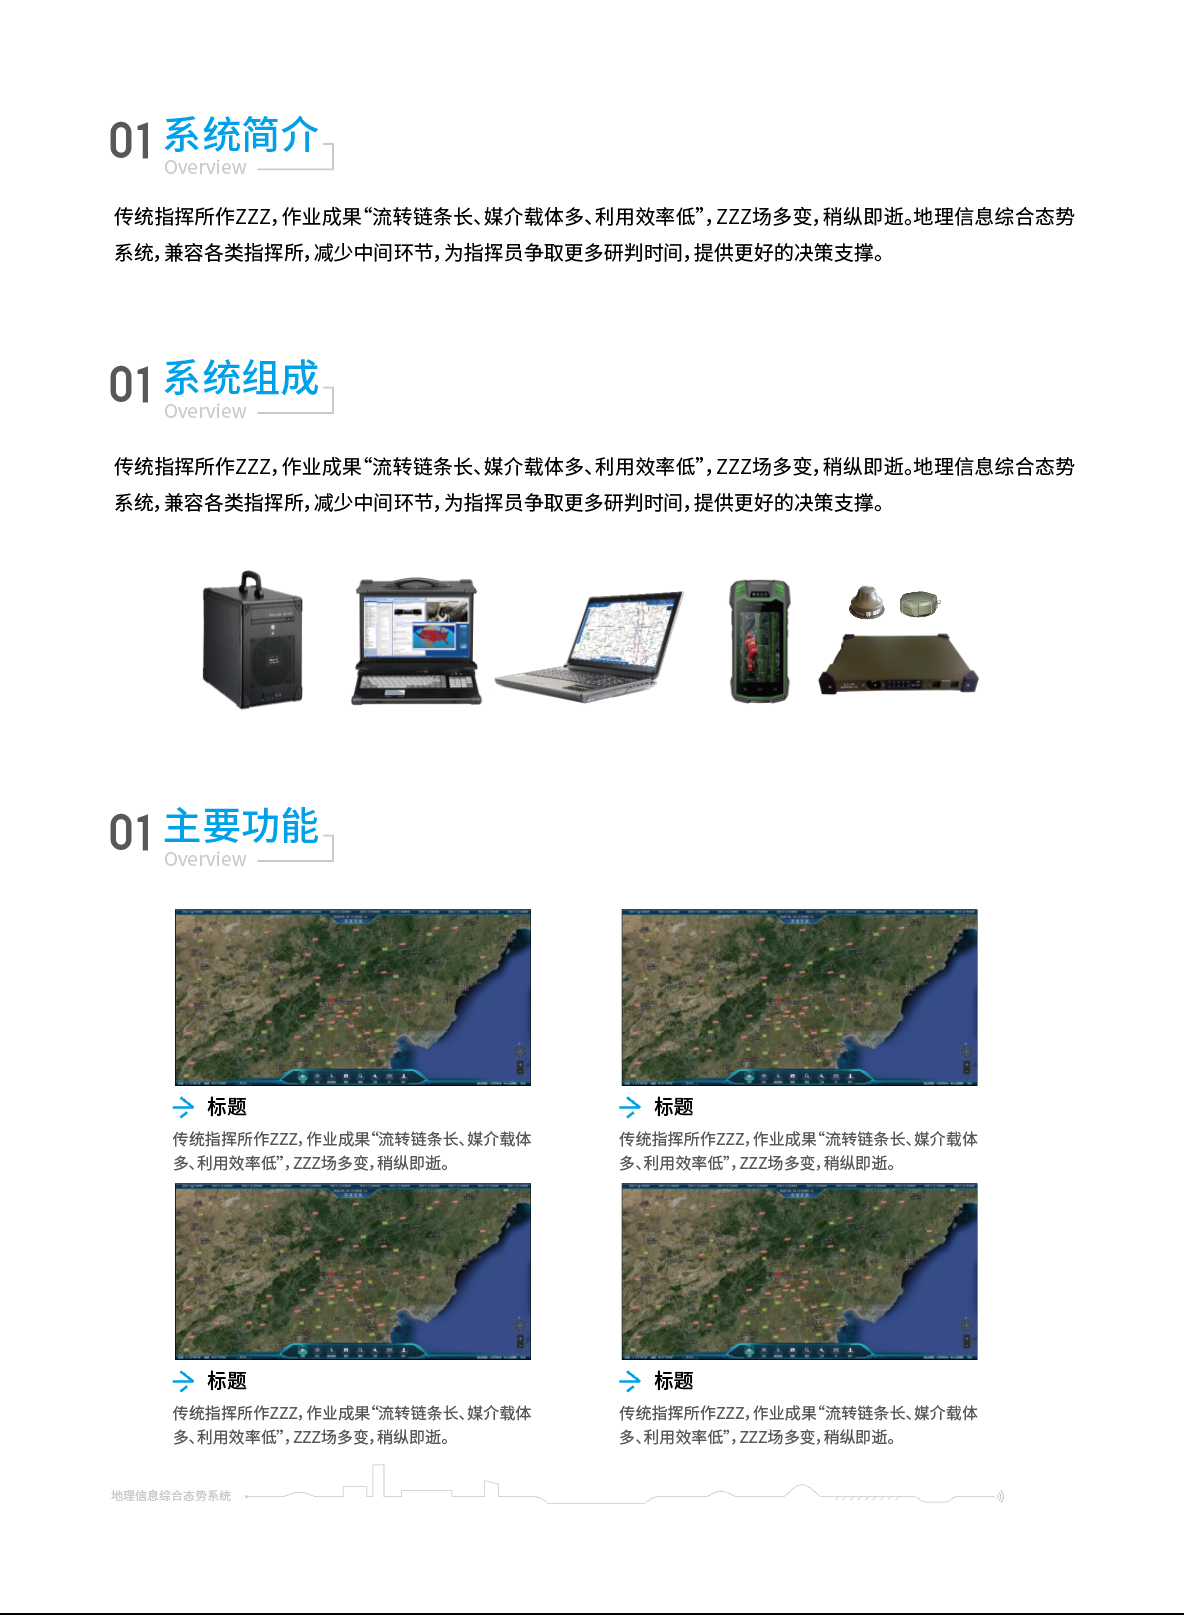 01 系统简介
Overview
传统指挥所作ZZZ，作业成果“流转链条长、媒介载体多、利用效率低”，ZZZ场多变，稍纵即逝。地理信息综合态势
系统，兼容各类指挥所，减少中间环节，为指挥员争取更多研判时间，提供更好的决策支撑。
01 系统组成
Overview
传统指挥所作ZZZ，作业成果“流转链条长、媒介载体多、利用效率低”，ZZZ场多变，稍纵即逝。地理信息综合态势
系统，兼容各类指挥所，减少中间环节，为指挥员争取更多研判时间，提供更好的决策支撑。
01 主要功能
Overview
标题
传统指挥所作ZZZ，作业成果“流转链条长、媒介载体
多、利用效率低”，ZZZ场多变，稍纵即逝。
标题
传统指挥所作ZZZ，作业成果“流转链条长、媒介载体
多、利用效率低”，ZZZ场多变，稍纵即逝。
标题
传统指挥所作ZZZ，作业成果“流转链条长、媒介载体
多、利用效率低”，ZZZ场多变，稍纵即逝。
标题
传统指挥所作ZZZ，作业成果“流转链条长、媒介载体
多、利用效率低”，ZZZ场多变，稍纵即逝。
地理信息综合态势系统